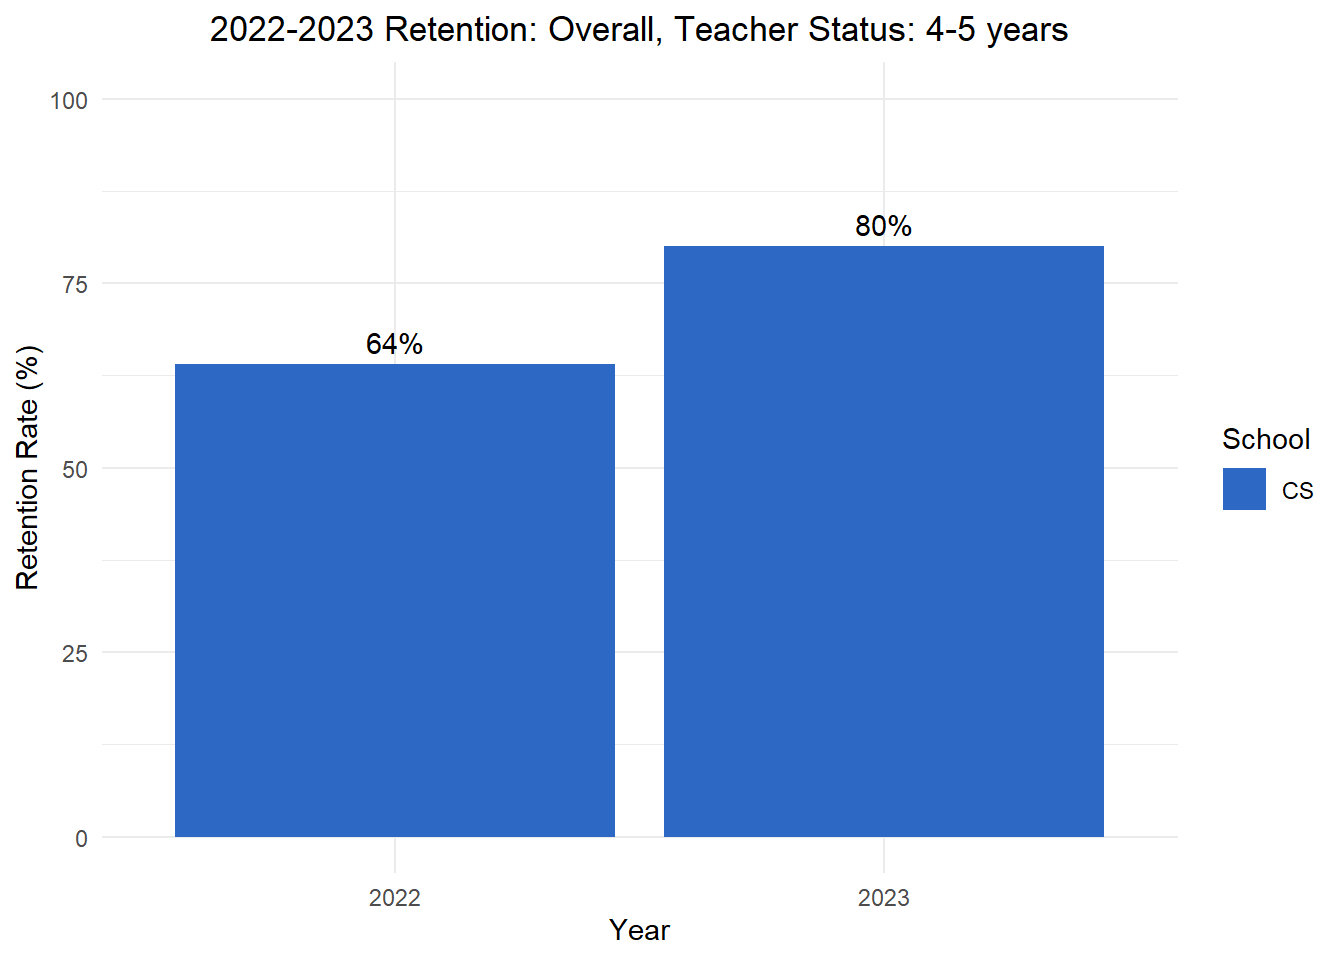 2022-2023 Retention: Overall, Teacher Status: 4-5 years
100
75
50
25
0
Retention Rate (%)
64%
80%
2022
2023
Year
School
CS